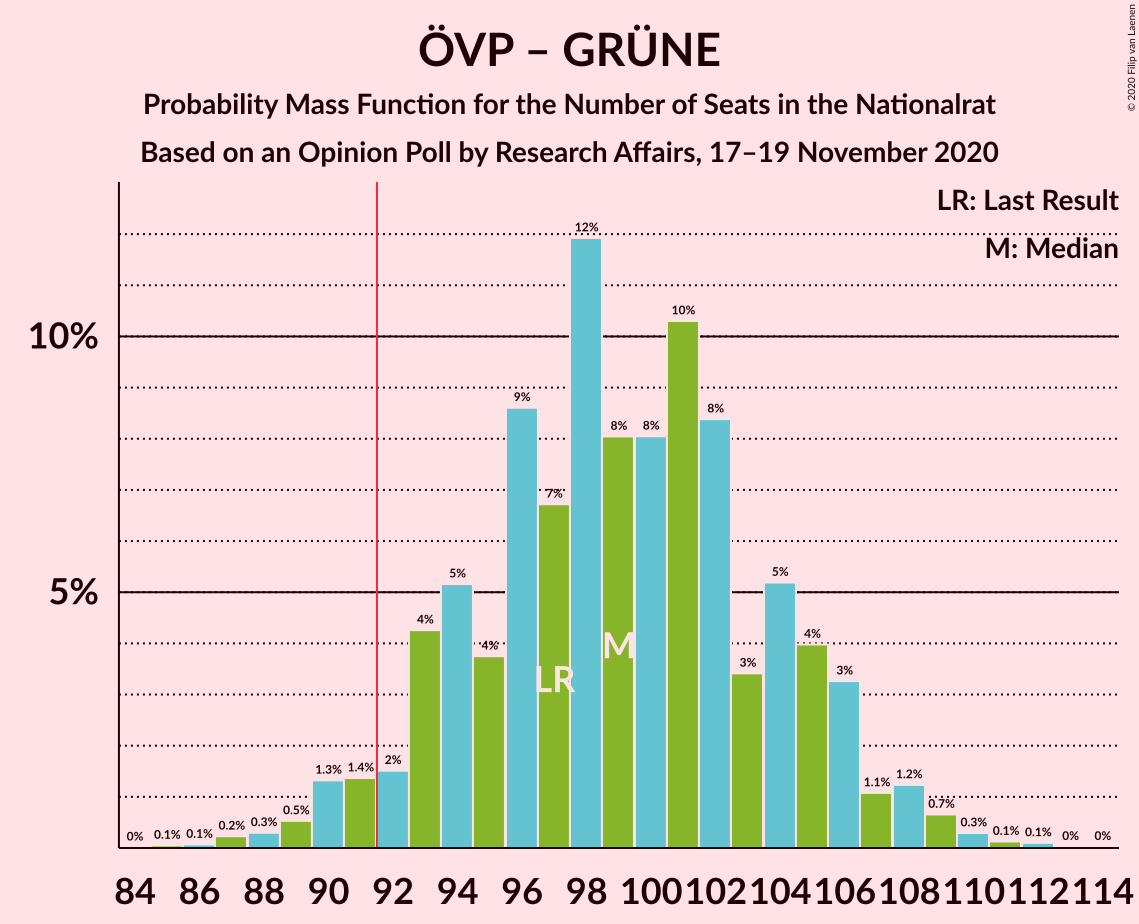 ÖVP – GRÜNE
Probability Mass Function for the Number of Seats in the Nationalrat
Based on an Opinion Poll by Research Affairs, 17–19 November 2020
© 2020 Filip van Laenen
LR: Last Result
M: Median
10%
5%
0% 0.1% 0.1% 0.2% 0.3% 0.5% 1.3% 1.4% 2% 4% 5% 4% 9% 7% 12% 8% 8% 10% 8% 3% 5% 4% 3% 1.1% 1.2% 0.7% 0.3% 0.1% 0.1% 0% 0%
LR
M
84 86 88 90 92 94 96 98 100 102 104 106 108 110 112 114